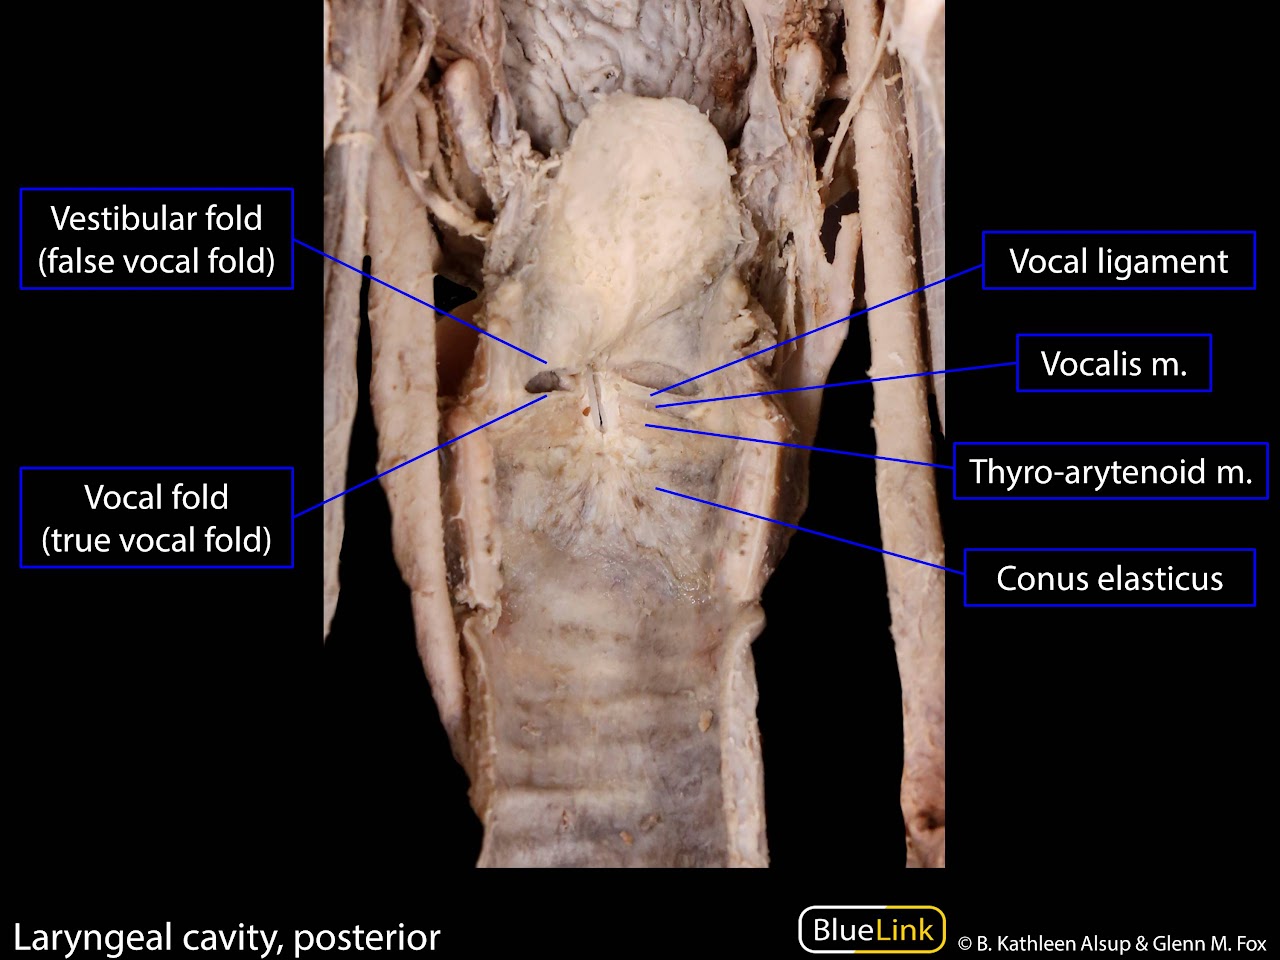 Vestibular fold
(false vocal fold)
Vocal fold
(true vocal fold)
Vocal ligament
Vocalis m.
Thyro-arytenoid m.
Conus elasticus
Laryngeal cavity, posterior
BlueLink
© B. Kathleen Alsup & Glenn M. Fox